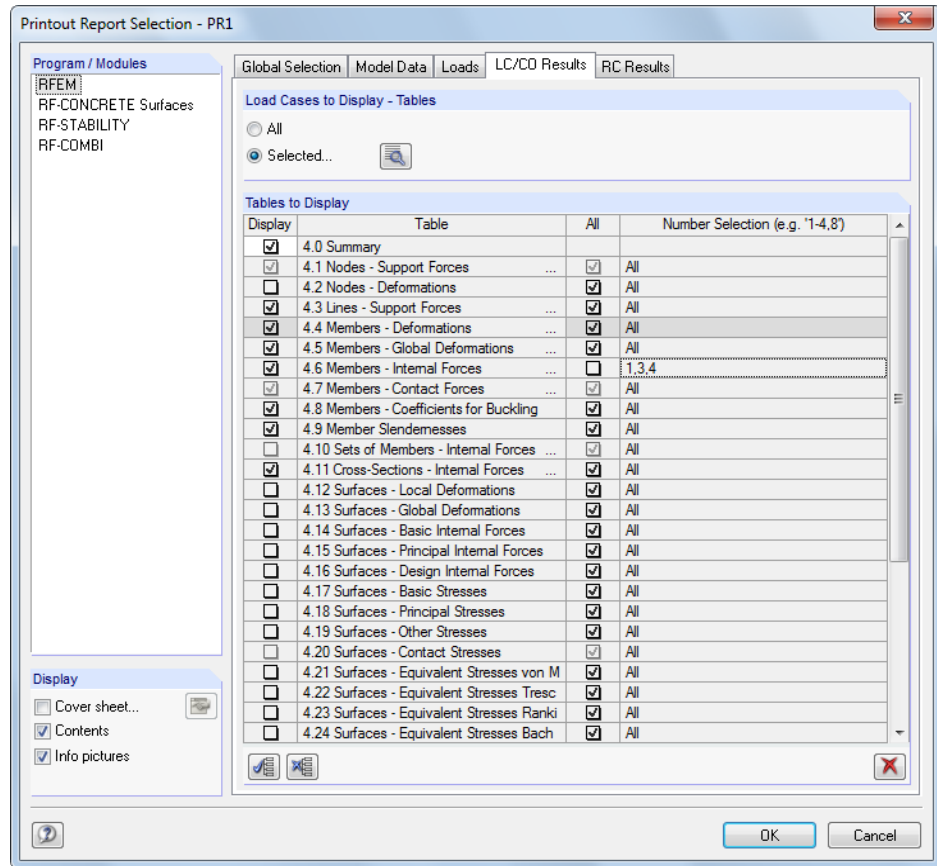 Printout Report Selection - PR1
Program / Modules
RFEM
RF-CONCRETE Surfaces
RF-STABILITY
RF-COMBI
Global Selection Model Data Loads LC/CO Results RC Results
Load Cases to Display - Tables
All
Selected...
Tables to Display
Display Table All Number Selection (e.g. '1-4,8')
4.0 Summary
4.1 Nodes - Support Forces ... All
4.2 Nodes - Deformations All
4.3 Lines - Support Forces ... All
4.4 Members - Deformations ... All
4.5 Members - Global Deformations ... All
4.6 Members - Internal Forces ... 1,3,4
4.7 Members - Contact Forces ... All
4.8 Members - Coefficients for Buckling All
4.9 Member Slendernesses All
4.10 Sets of Members - Internal Forces ... All
4.11 Cross-Sections - Internal Forces ... All
4.12 Surfaces - Local Deformations All
4.13 Surfaces - Global Deformations All
4.14 Surfaces - Basic Internal Forces All
4.15 Surfaces - Principal Internal Forces All
4.16 Surfaces - Design Internal Forces All
4.17 Surfaces - Basic Stresses All
4.18 Surfaces - Principal Stresses All
4.19 Surfaces - Other Stresses All
4.20 Surfaces - Contact Stresses All
4.21 Surfaces - Equivalent Stresses von M All
4.22 Surfaces - Equivalent Stresses Tresc All
4.23 Surfaces - Equivalent Stresses Ranki All
4.24 Surfaces - Equivalent Stresses Bach All
Display
Cover sheet...
Contents
Info pictures
OK Cancel